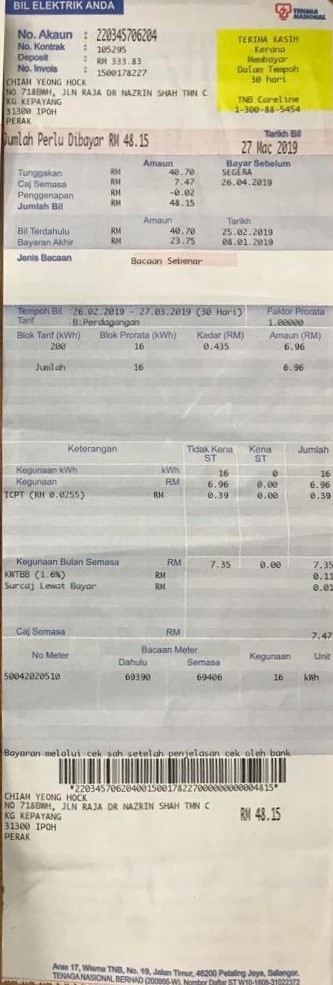 BIL ELEKTRIK ANDA
TENAGA
NASIONAL
No. Akaun : 220345706204
No. Kontrak : 105295
Deposit : RM 333.83
No. Invois : 1500178227
TERIMA KASIH
Kerana
Membayar
Dalam Tempoh
30 hari
TNB Careline
1-300-88-5454
CHIAM YEONG HOCK
NO 718BWH, JLN RAJA DR NAZRIN SHAH TMN C
KG KEPAYANG
31300 IPOH
PERAK
Jumlah Perlu Dibayar RM 48.15
Tarikh Bil
27 Mac 2019
Amaun Bayar Sebelum
Tunggakan RM 40.70 SEGERA
Caj Semasa RM 7.47 26.04.2019
Penggenapan RM -0.02
Jumlah Bil RM 48.15
Amaun Tarikh
Bil Terdahulu RM 40.70 25.02.2019
Bayaran Akhir RM 23.75 08.01.2019
Jenis Bacaan Bacaan Sebenar
Tempoh Bil :26.02.2019 - 27.03.2019 (30 Hari) Faktor Prorata
Tarif B:Perdagangan 1.00000
Blok Tarif (kWh) Blok Prorata (kWh) Kadar (RM) Amaun (RM)
200 16 0.435 6.96
Jumlah 16 6.96
Keterangan Tidak Kena ST Kena ST Jumlah
Kegunaan kWh kWh 16 0 16
Kegunaan RM 6.96 0.00 6.96
ICPT (RM 0.0255) RM 0.39 0.00 0.39
Kegunaan Bulan Semasa RM 7.35 0.00 7.35
KWTBB (1.6%) RM 0.11
Surcaj Lewat Bayar RM 0.01
Caj Semasa RM 7.47
No Meter Bacaan Meter Kegunaan Unit
Dahulu Semasa
50042020510 69390 69406 16 kWh
Bayaran melalui cek sah setelah penjelasan cek oleh bank
CHIAM YEONG HOCK
NO 718BWH, JLN RAJA DR NAZRIN SHAH TMN C
KG KEPAYANG
31300 IPOH
PERAK
RM 48.15
Aras 17, Wisma TNB, No. 19, Jalan Timur, 46200 Petaling Jaya, Selangor.
TENAGA NASIONAL BERHAD (200866-W). Nombor Daftar ST W10-1808-31022372